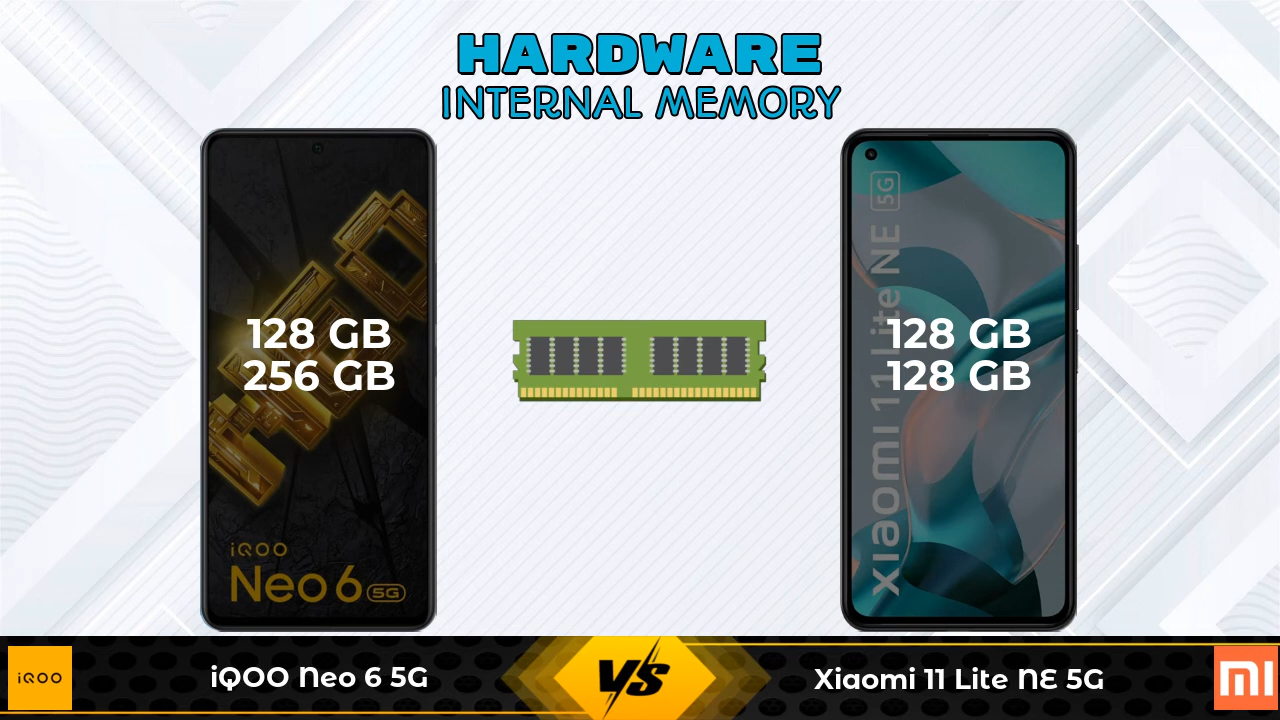 HARDWARE
INTERNAL MEMORY
128 GB
256 GB
iQOO
Neo 6 5G
128 GB
128 GB
Xiaomi 11 Lite NE 5G
iQOO
iQOO Neo 6 5G
VS
Xiaomi 11 Lite NE 5G
MI